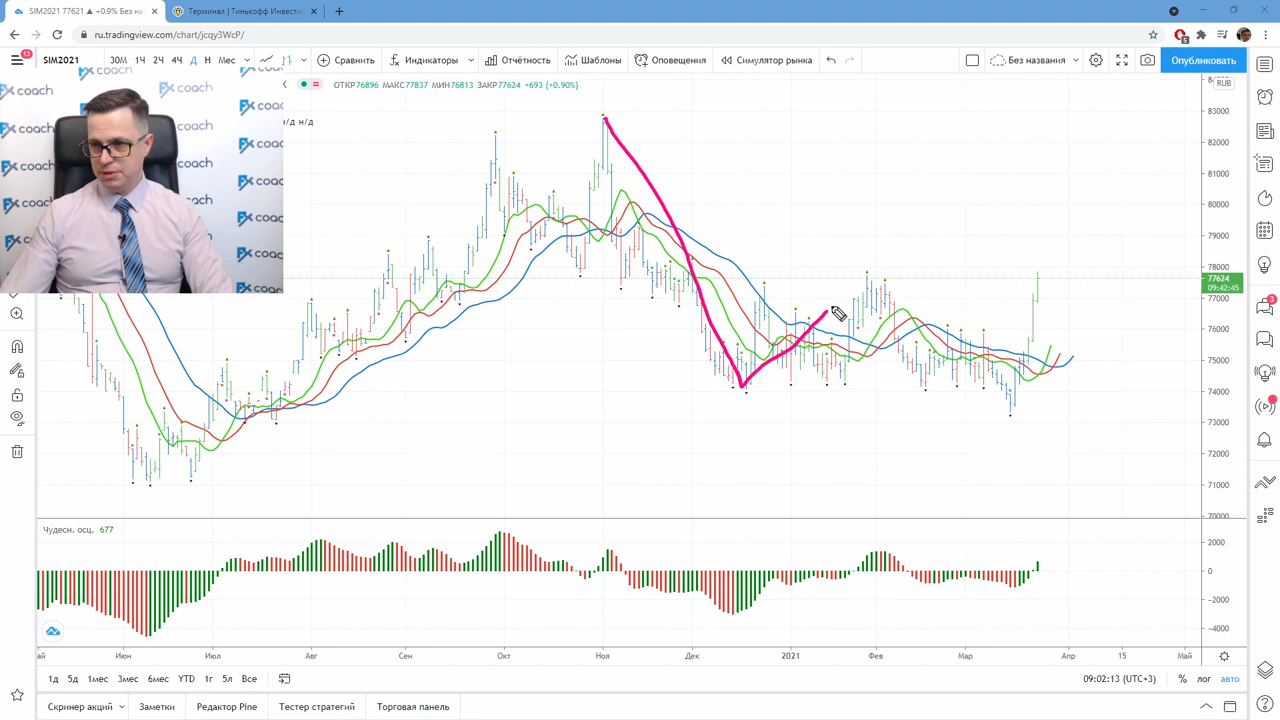 SIM2021 77621 ▲ +0.9% Без на
Терминал | Тинькофф Инвести
ru.tradingview.com/chart/jcqy3WcP/
13
SIM2021
30М 1Ч 2Ч 4Ч Д Н Мес
Сравнить
Индикаторы
Отчётность
Шаблоны
Оповещения
Симулятор рынка
Без названия
Опубликовать
ОТКР76896 МАКС77837 МИН76813 ЗАКР77624 +693 (+0.90%)
н/д н/д
RUB
coach
coach
coach
83000
82000
81000
80000
79000
78000
77624
09:42:45
77000
76000
75000
74000
73000
72000
71000
70000
Чудесн. осц. 677
2000
0
−2000
−4000
Июн Июл Авг Сен Окт Ноя Дек 2021 Фев Мар Апр 15 Май
1д 5д 1мес 3мес 6мес YTD 1г 5л Все
09:02:13 (UTC+3)
% лог авто
Скринер акций
Заметки
Редактор Pine
Тестер стратегий
Торговая панель
3